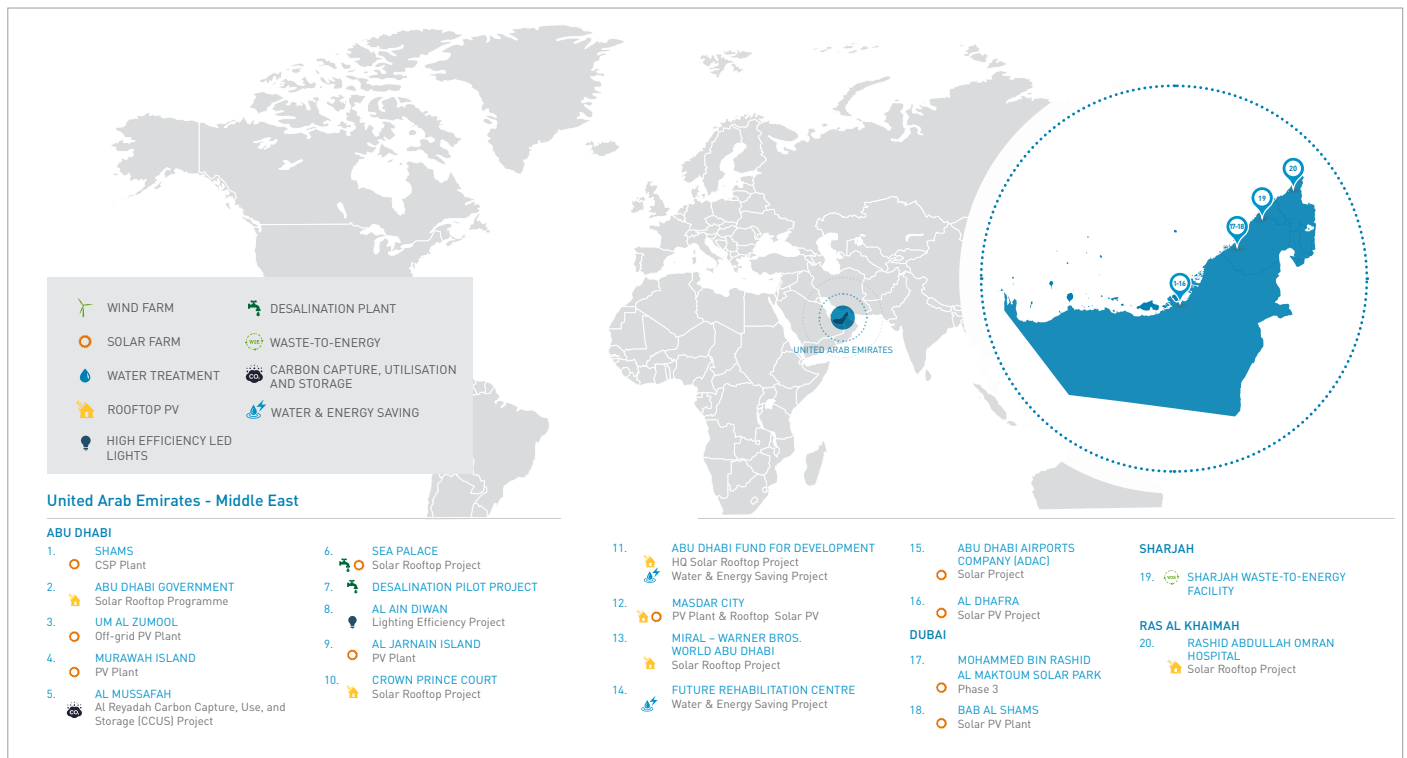 20
19
17-18
1-16
UNITED ARAB EMIRATES
WIND FARM
SOLAR FARM
WATER TREATMENT
ROOFTOP PV
HIGH EFFICIENCY LED
LIGHTS
DESALINATION PLANT
W2E
WASTE-TO-ENERGY
CO₂
CARBON CAPTURE, UTILISATION
AND STORAGE
WATER & ENERGY SAVING
United Arab Emirates - Middle East
ABU DHABI
1. SHAMS
CSP Plant
2. ABU DHABI GOVERNMENT
Solar Rooftop Programme
3. UM AL ZUMOOL
Off-grid PV Plant
4. MURAWAH ISLAND
PV Plant
5. AL MUSSAFAH
CO₂ Al Reyadah Carbon Capture, Use, and
Storage (CCUS) Project
6. SEA PALACE
Solar Rooftop Project
7. DESALINATION PILOT PROJECT
8. AL AIN DIWAN
Lighting Efficiency Project
9. AL JARNAIN ISLAND
PV Plant
10. CROWN PRINCE COURT
Solar Rooftop Project
11. ABU DHABI FUND FOR DEVELOPMENT
HQ Solar Rooftop Project
Water & Energy Saving Project
12. MASDAR CITY
PV Plant & Rooftop Solar PV
13. MIRAL – WARNER BROS.
WORLD ABU DHABI
Solar Rooftop Project
14. FUTURE REHABILITATION CENTRE
Water & Energy Saving Project
15. ABU DHABI AIRPORTS
COMPANY (ADAC)
Solar Project
16. AL DHAFRA
Solar PV Project
DUBAI
17. MOHAMMED BIN RASHID
AL MAKTOUM SOLAR PARK
Phase 3
18. BAB AL SHAMS
Solar PV Plant
SHARJAH
19. W2E SHARJAH WASTE-TO-ENERGY
FACILITY
RAS AL KHAIMAH
20. RASHID ABDULLAH OMRAN
HOSPITAL
Solar Rooftop Project